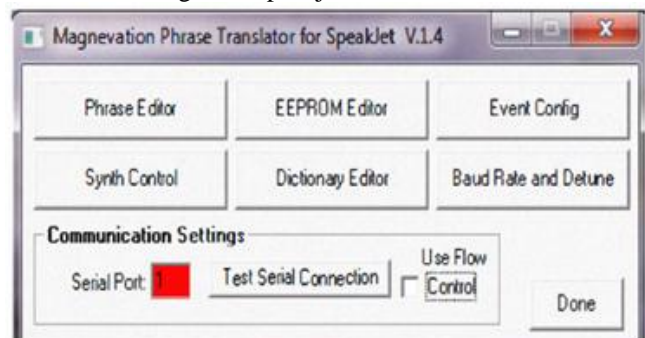 Magnevation Phrase Translator for SpeakJet V.1.4
Phrase Editor EEPROM Editor Event Config
Synth Control Dictionary Editor Baud Rate and Detune
Communication Settings
Serial Port: 1 Test Serial Connection Use Flow Control
Done